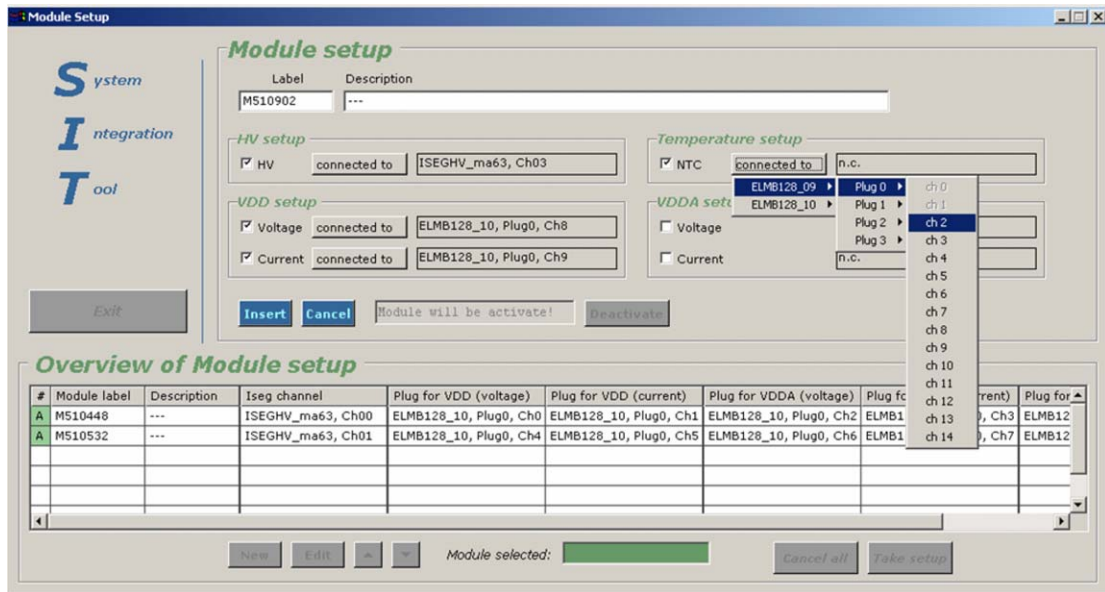 Module Setup
System
Integration
Tool
Exit
Module setup
Label Description
M510902 ---
HV setup
HV connected to ISEGHV_ma63, Ch03
Temperature setup
NTC connected to n.c.
VDD setup
Voltage connected to ELMB128_10, Plug0, Ch8
Current connected to ELMB128_10, Plug0, Ch9
VDDA setu
Voltage
Current n.c.
ELMB128_09 Plug 0 ch 0
ELMB128_10 Plug 1 ch 1
Plug 2 ch 2
Plug 3 ch 3
ch 4
ch 5
ch 6
ch 7
ch 8
ch 9
ch 10
ch 11
ch 12
ch 13
ch 14
Insert Cancel Module will be activate! Deactivate
Overview of Module setup
# Module label Description Iseg channel Plug for VDD (voltage) Plug for VDD (current) Plug for VDDA (voltage) Plug fo rrent) Plug for
A M510448 --- ISEGHV_ma63, Ch00 ELMB128_10, Plug0, Ch0 ELMB128_10, Plug0, Ch1 ELMB128_10, Plug0, Ch2 ELMB1 , Ch3 ELMB12
A M510532 --- ISEGHV_ma63, Ch01 ELMB128_10, Plug0, Ch4 ELMB128_10, Plug0, Ch5 ELMB128_10, Plug0, Ch6 ELMB1 , Ch7 ELMB12
New Edit Module selected: Cancel all Take setup